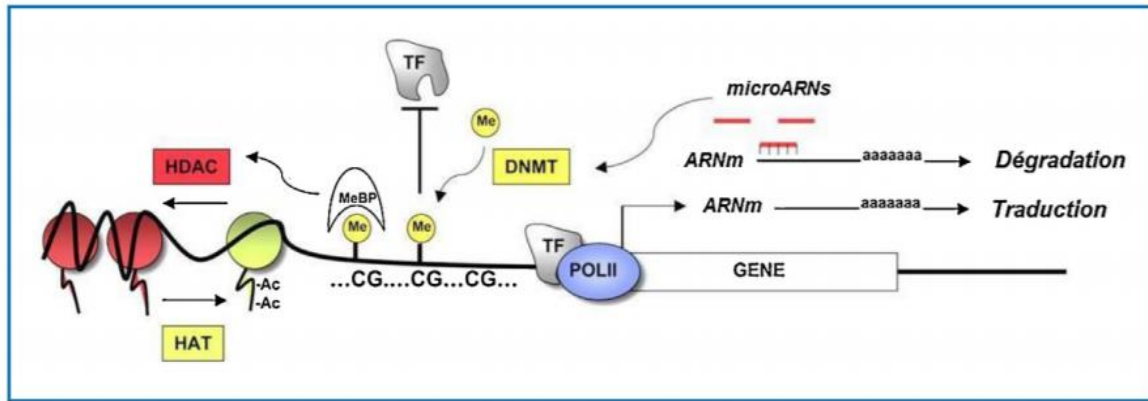 TF
microARNs
Me
HDAC
DNMT
ARNm aaaaaaa Dégradation
MeBP
Me Me
ARNm aaaaaaa Traduction
TF
POLII GENE
...CG....CG...CG...
-Ac
-Ac
HAT